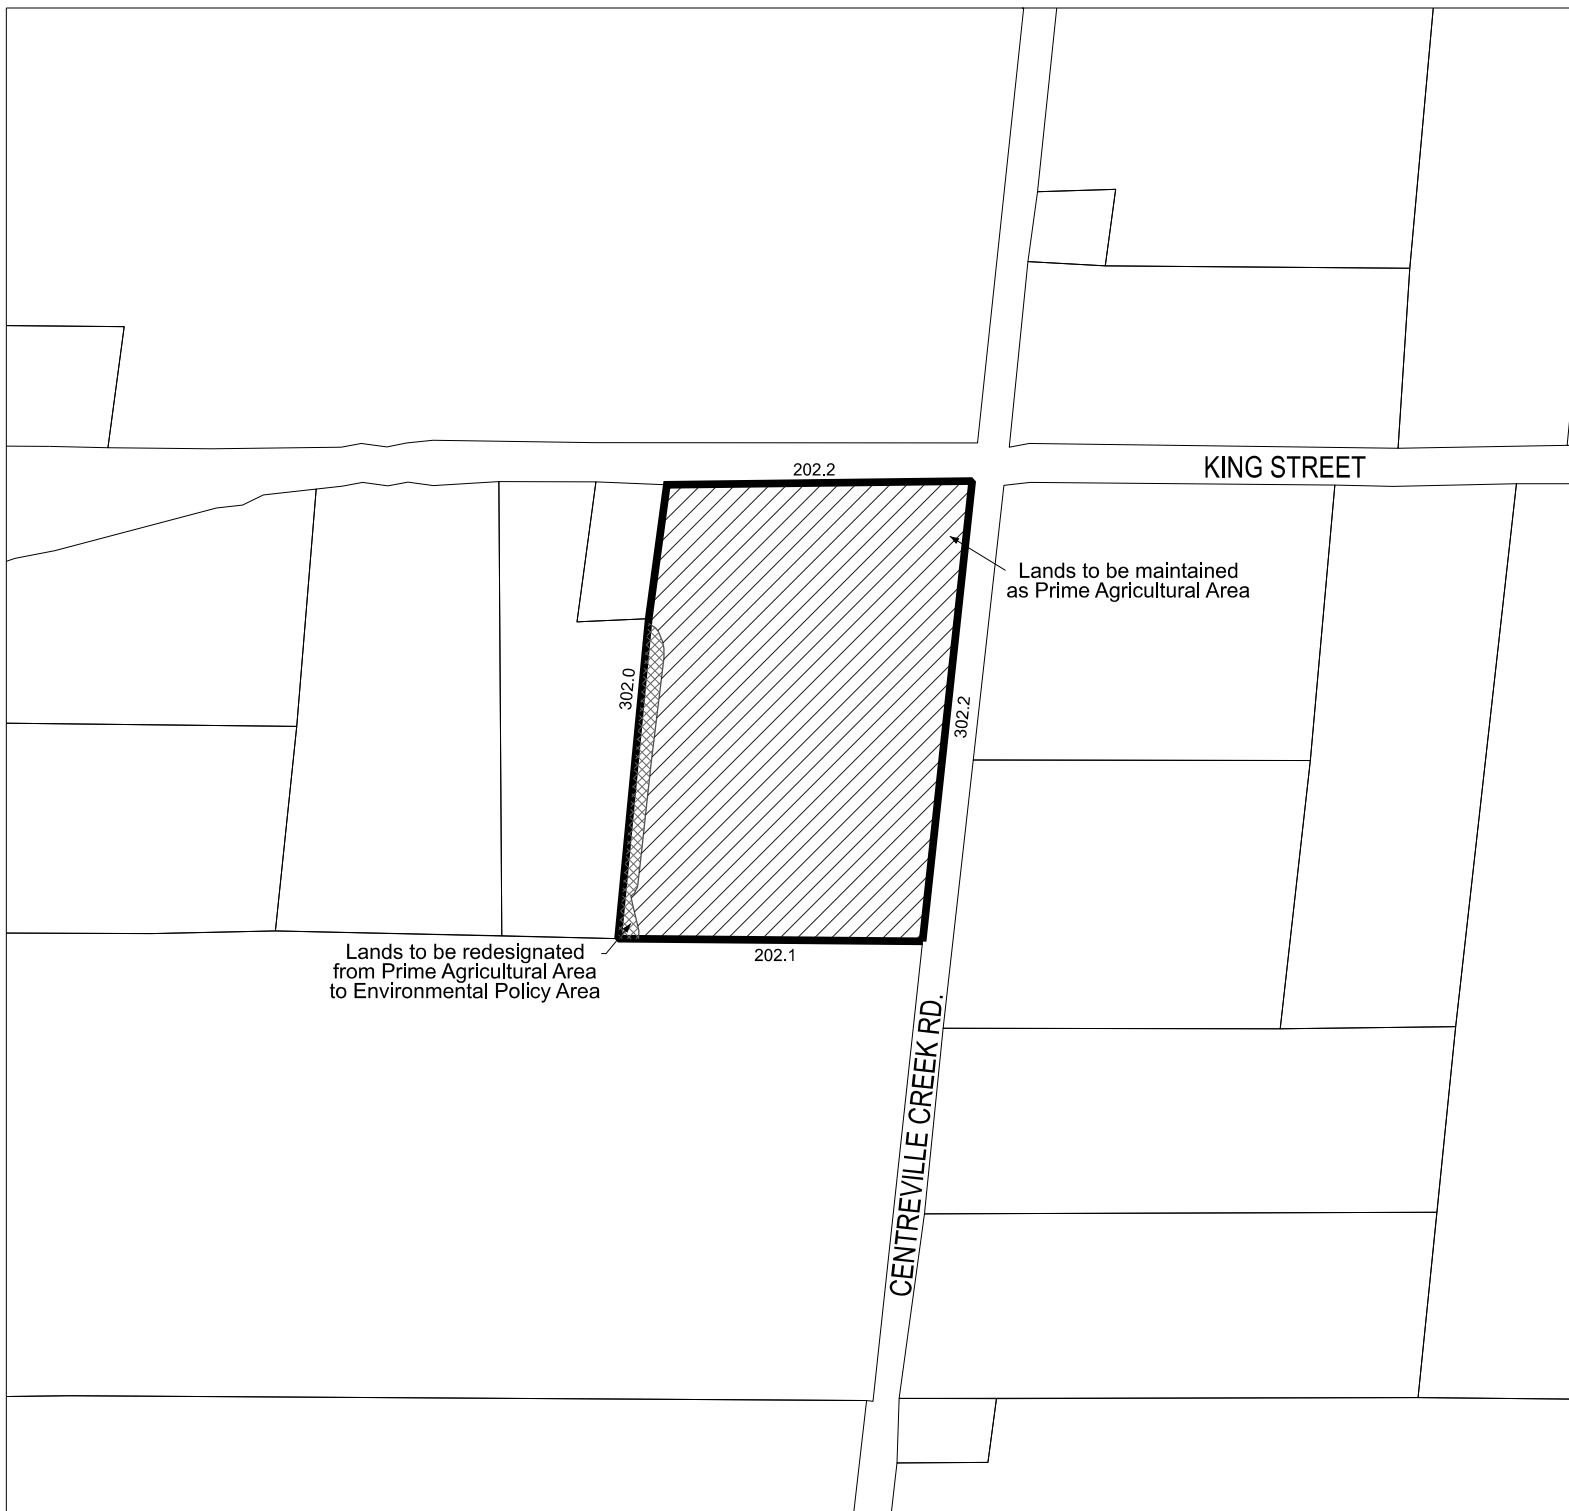 202.2
KING STREET
Lands to be maintained
as Prime Agricultural Area
302.0
302.2
Lands to be redesignated
from Prime Agricultural Area
to Environmental Policy Area
202.1
CENTREVILLE CREEK RD.